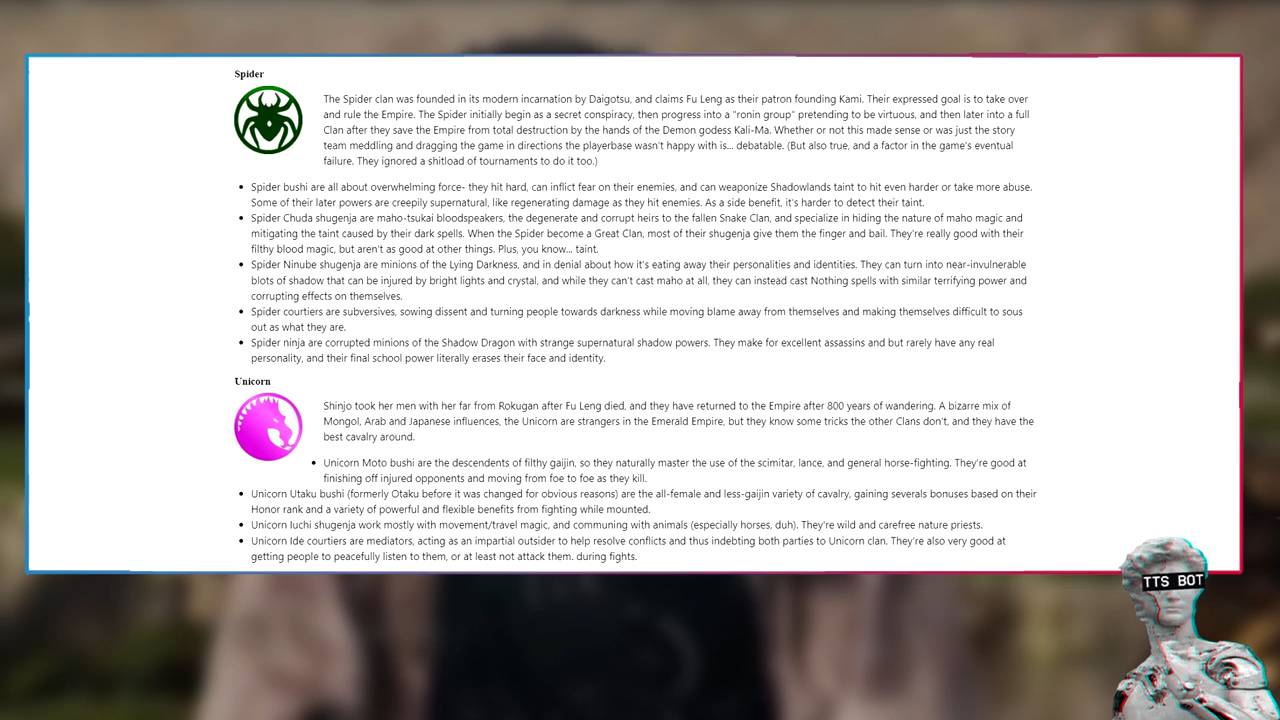 Spider
The Spider clan was founded in its modern incarnation by Daigotsu, and claims Fu Leng as their patron founding Kami. Their expressed goal is to take over
and rule the Empire. The Spider initially begin as a secret conspiracy, then progress into a "ronin group" pretending to be virtuous, and then later into a full
Clan after they save the Empire from total destruction by the hands of the Demon godess Kali-Ma. Whether or not this made sense or was just the story
team meddling and dragging the game in directions the playerbase wasn't happy with is... debatable. (But also true, and a factor in the game's eventual
failure. They ignored a shitload of tournaments to do it too.)
• Spider bushi are all about overwhelming force- they hit hard, can inflict fear on their enemies, and can weaponize Shadowlands taint to hit even harder or take more abuse.
Some of their later powers are creepily supernatural, like regenerating damage as they hit enemies. As a side benefit, it's harder to detect their taint.
• Spider Chuda shugenja are maho-tsukai bloodspeakers, the degenerate and corrupt heirs to the fallen Snake Clan, and specialize in hiding the nature of maho magic and
mitigating the taint caused by their dark spells. When the Spider become a Great Clan, most of their shugenja give them the finger and bail. They're really good with their
filthy blood magic, but aren't as good at other things. Plus, you know... taint.
• Spider Ninube shugenja are minions of the Lying Darkness, and in denial about how it's eating away their personalities and identities. They can turn into near-invulnerable
blots of shadow that can be injured by bright lights and crystal, and while they can't cast maho at all, they can instead cast Nothing spells with similar terrifying power and
corrupting effects on themselves.
• Spider courtiers are subversives, sowing dissent and turning people towards darkness while moving blame away from themselves and making themselves difficult to sous
out as what they are.
• Spider ninja are corrupted minions of the Shadow Dragon with strange supernatural shadow powers. They make for excellent assassins and but rarely have any real
personality, and their final school power literally erases their face and identity.
Unicorn
Shinjo took her men with her far from Rokugan after Fu Leng died, and they have returned to the Empire after 800 years of wandering. A bizarre mix of
Mongol, Arab and Japanese influences, the Unicorn are strangers in the Emerald Empire, but they know some tricks the other Clans don't, and they have the
best cavalry around.
• Unicorn Moto bushi are the descendents of filthy gaijin, so they naturally master the use of the scimitar, lance, and general horse-fighting. They're good at
finishing off injured opponents and moving from foe to foe as they kill.
• Unicorn Utaku bushi (formerly Otaku before it was changed for obvious reasons) are the all-female and less-gaijin variety of cavalry, gaining severals bonuses based on their
Honor rank and a variety of powerful and flexible benefits from fighting while mounted.
• Unicorn Iuchi shugenja work mostly with movement/travel magic, and communing with animals (especially horses, duh). They're wild and carefree nature priests.
• Unicorn Ide courtiers are mediators, acting as an impartial outsider to help resolve conflicts and thus indebting both parties to Unicorn clan. They're also very good at
getting people to peacefully listen to them, or at least not attack them. during fights.
TTS BOT